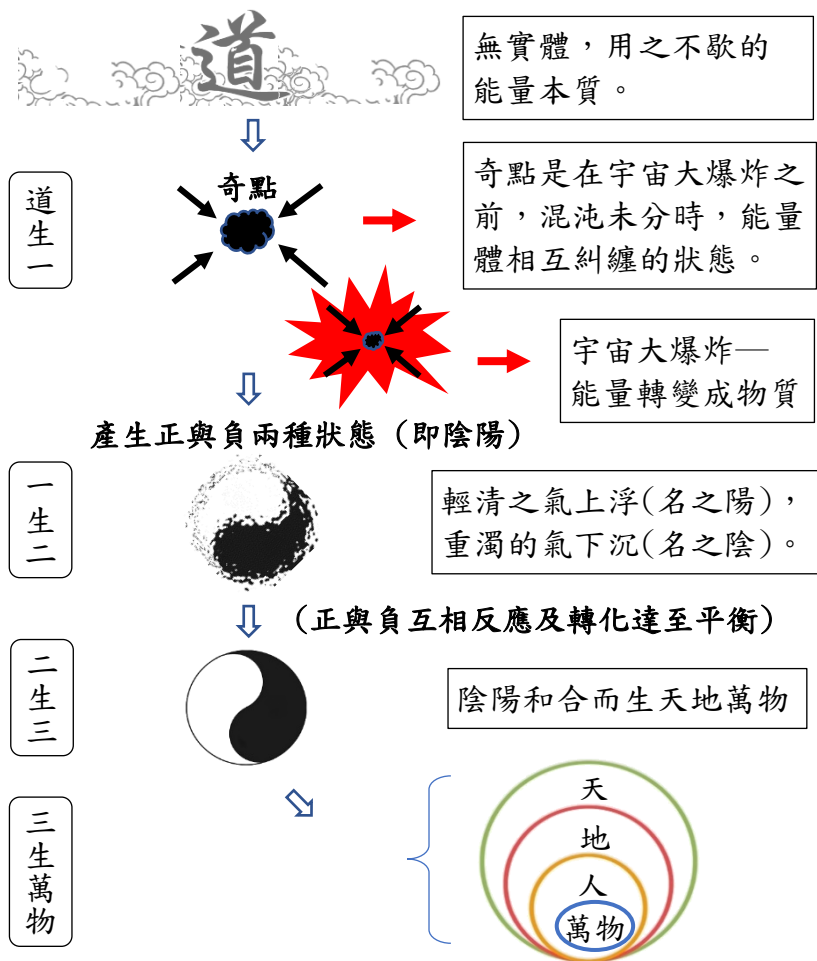 道
無實體，用之不歇的
能量本質。
道生一
奇點
奇點是在宇宙大爆炸之
前，混沌未分時，能量
體相互糾纏的狀態。
宇宙大爆炸—
能量轉變成物質
產生正與負兩種狀態（即陰陽）
一生二
輕清之氣上浮(名之陽)，
重濁的氣下沉(名之陰)。
（正與負互相反應及轉化達至平衡）
二生三
陰陽和合而生天地萬物
三生萬物
天
地
人
萬物